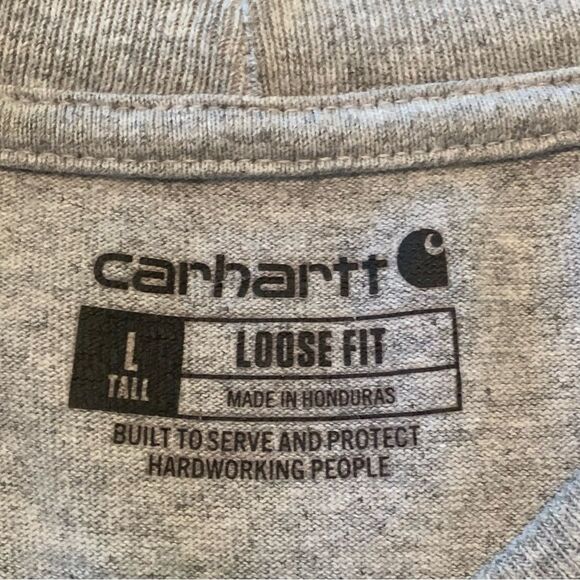 carhartt
L
TALL
LOOSE FIT
MADE IN HONDURAS
BUILT TO SERVE AND PROTECT
HARDWORKING PEOPLE